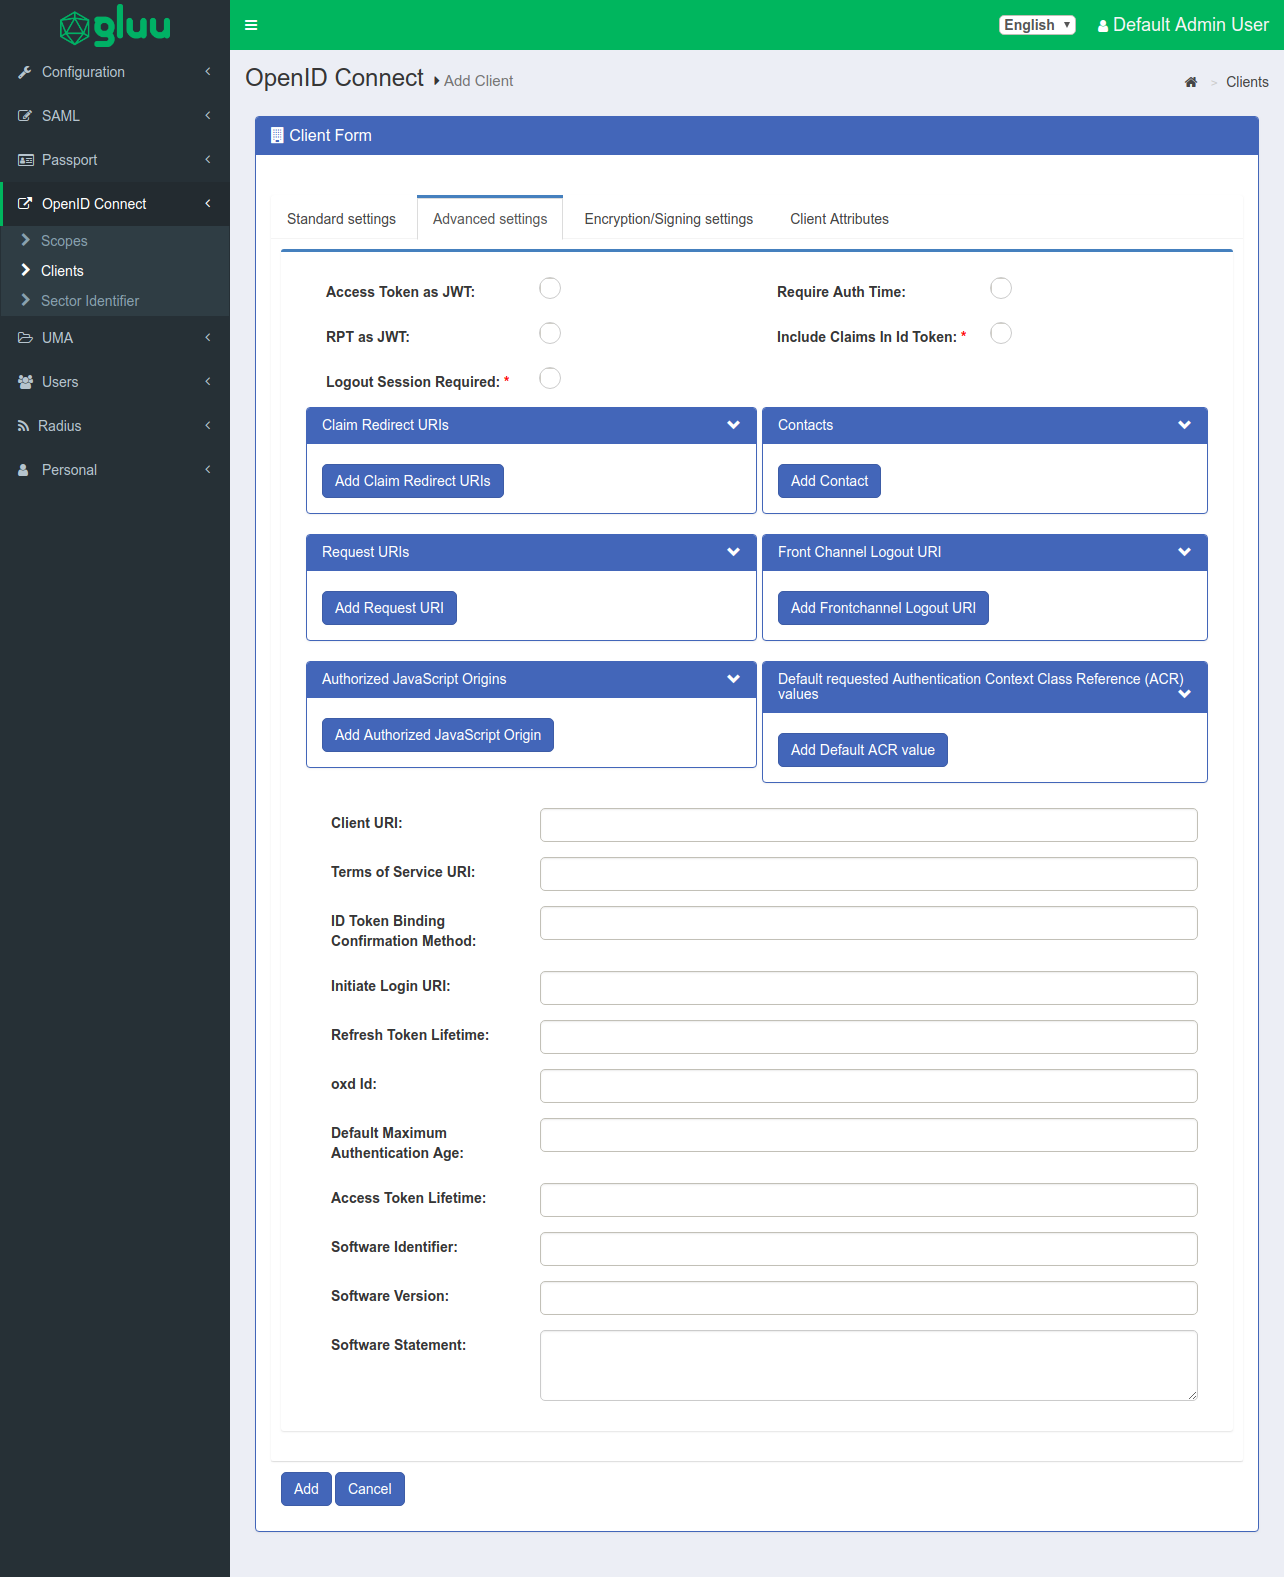 gluu
English
Default Admin User
Configuration
SAML
Passport
OpenID Connect
Scopes
Clients
Sector Identifier
UMA
Users
Radius
Personal
OpenID Connect Add Client
> Clients
Client Form
Standard settings
Advanced settings
Encryption/Signing settings
Client Attributes
Access Token as JWT:
Require Auth Time:
RPT as JWT:
Include Claims In Id Token: *
Logout Session Required: *
Claim Redirect URIs
Add Claim Redirect URIs
Contacts
Add Contact
Request URIs
Add Request URI
Front Channel Logout URI
Add Frontchannel Logout URI
Authorized JavaScript Origins
Add Authorized JavaScript Origin
Default requested Authentication Context Class Reference (ACR)
values
Add Default ACR value
Client URI:
Terms of Service URI:
ID Token Binding
Confirmation Method:
Initiate Login URI:
Refresh Token Lifetime:
oxd Id:
Default Maximum
Authentication Age:
Access Token Lifetime:
Software Identifier:
Software Version:
Software Statement:
Add
Cancel